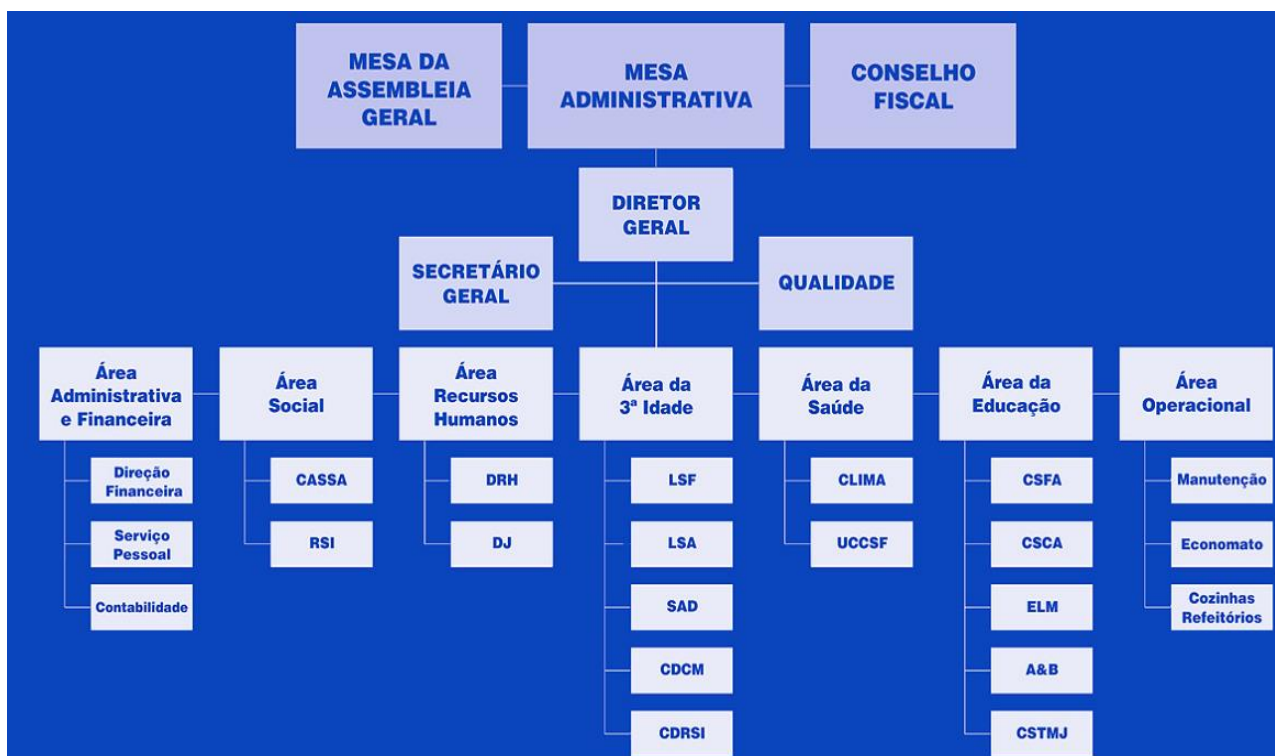 MESA DA
ASSEMBLEIA
GERAL
MESA
ADMINISTRATIVA
CONSELHO
FISCAL
DIRETOR
GERAL
SECRETÁRIO
GERAL
QUALIDADE
Área
Administrativa
e Financeira
Área
Social
Área
Recursos
Humanos
Área da
3ª Idade
Área da
Saúde
Área da
Educação
Área
Operacional
Direção
Financeira
Serviço
Pessoal
Contabilidade
CASSA
RSI
DRH
DJ
LSF
LSA
SAD
CDCM
CDRSI
CLIMA
UCCSF
CSFA
CSCA
ELM
A&B
CSTMJ
Manutenção
Economato
Cozinhas
Refeitórios